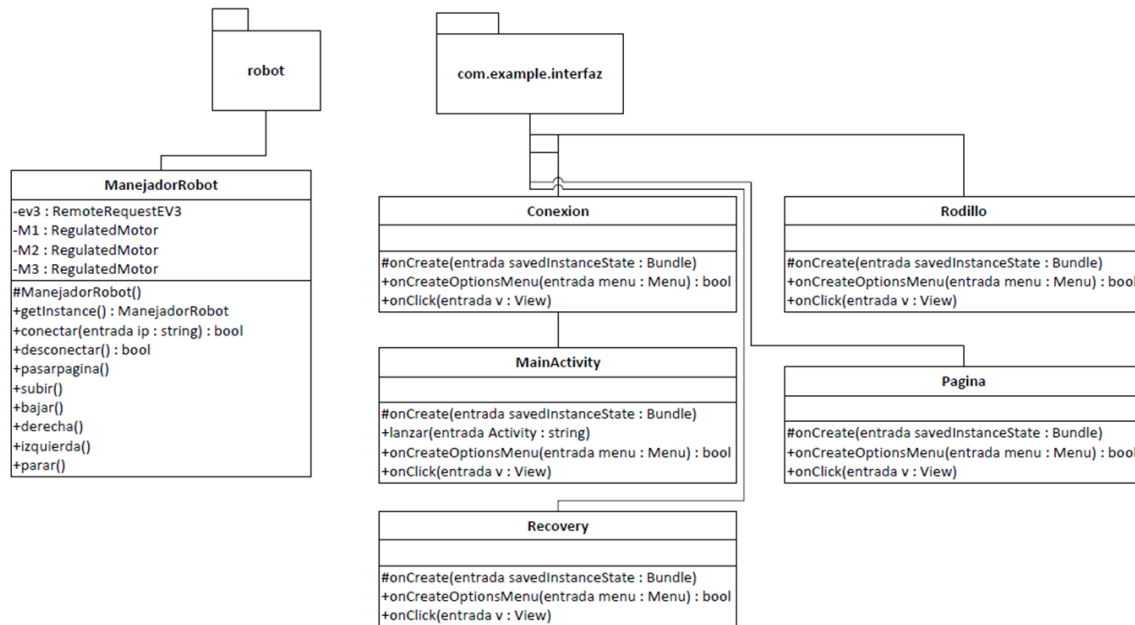 robot
com.example.interfaz
ManejadorRobot
-ev3 : RemoteRequestEV3
-M1 : RegulatedMotor
-M2 : RegulatedMotor
-M3 : RegulatedMotor
#ManejadorRobot()
+getInstance() : ManejadorRobot
+conectar(entrada ip : string) : bool
+desconectar() : bool
+pasarpagina()
+subir()
+bajar()
+derecha()
+izquierda()
+parar()
Conexion
#onCreate(entrada savedInstanceState : Bundle)
+onCreateOptionsMenu(entrada menu : Menu) : bool
+onClick(entrada v : View)
MainActivity
#onCreate(entrada savedInstanceState : Bundle)
+lanzar(entrada Activity : string)
+onCreateOptionsMenu(entrada menu : Menu) : bool
+onClick(entrada v : View)
Recovery
#onCreate(entrada savedInstanceState : Bundle)
+onCreateOptionsMenu(entrada menu : Menu) : bool
+onClick(entrada v : View)
Rodillo
#onCreate(entrada savedInstanceState : Bundle)
+onCreateOptionsMenu(entrada menu : Menu) : bool
+onClick(entrada v : View)
Pagina
#onCreate(entrada savedInstanceState : Bundle)
+onCreateOptionsMenu(entrada menu : Menu) : bool
+onClick(entrada v : View)